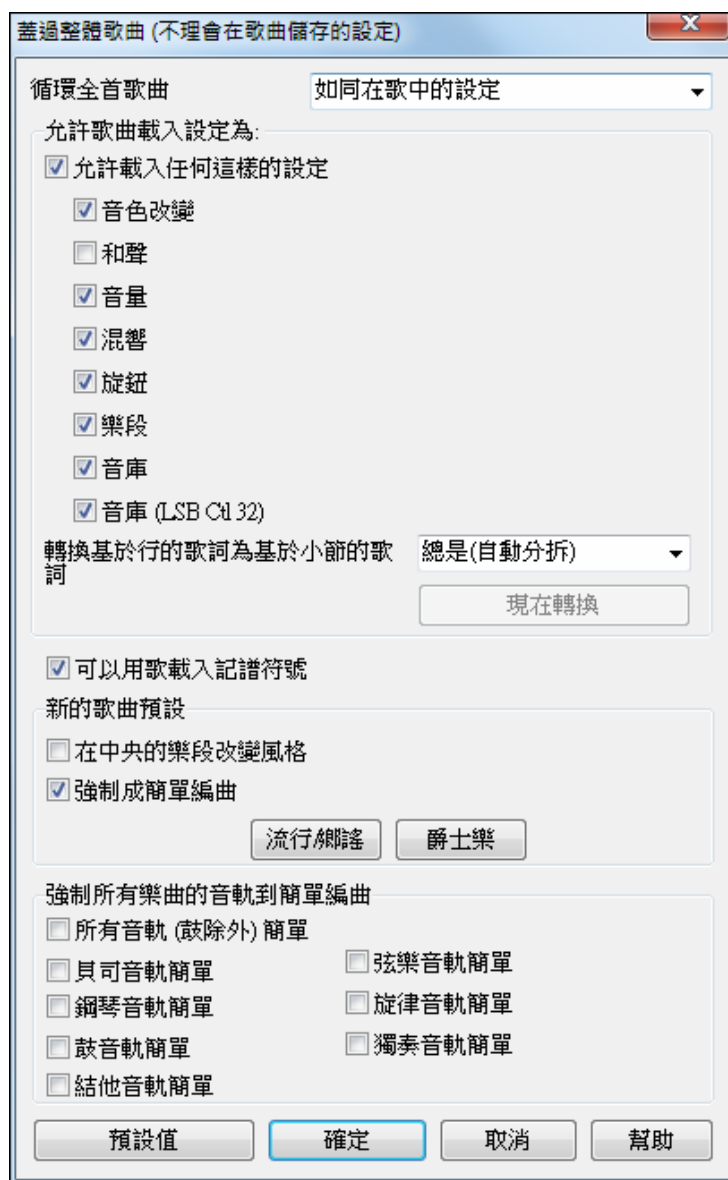 蓋過整體歌曲 (不理會在歌曲儲存的設定)
循環全首歌曲 如同在歌中的設定
允許歌曲載入設定為:
允許載入任何這樣的設定
音色改變
和聲
音量
混響
旋鈕
樂段
音庫
音庫 (LSB Ctl 32)
轉換基於行的歌詞為基於小節的歌 總是(自動分拆)
詞
現在轉換
可以用歌載入記譜符號
新的歌曲預設
在中央的樂段改變風格
強制成簡單編曲
流行/鄉謠 爵士樂
強制所有樂曲的音軌到簡單編曲
所有音軌 (鼓除外) 簡單
貝司音軌簡單 弦樂音軌簡單
鋼琴音軌簡單 旋律音軌簡單
鼓音軌簡單 獨奏音軌簡單
結他音軌簡單
預設值 確定 取消 幫助